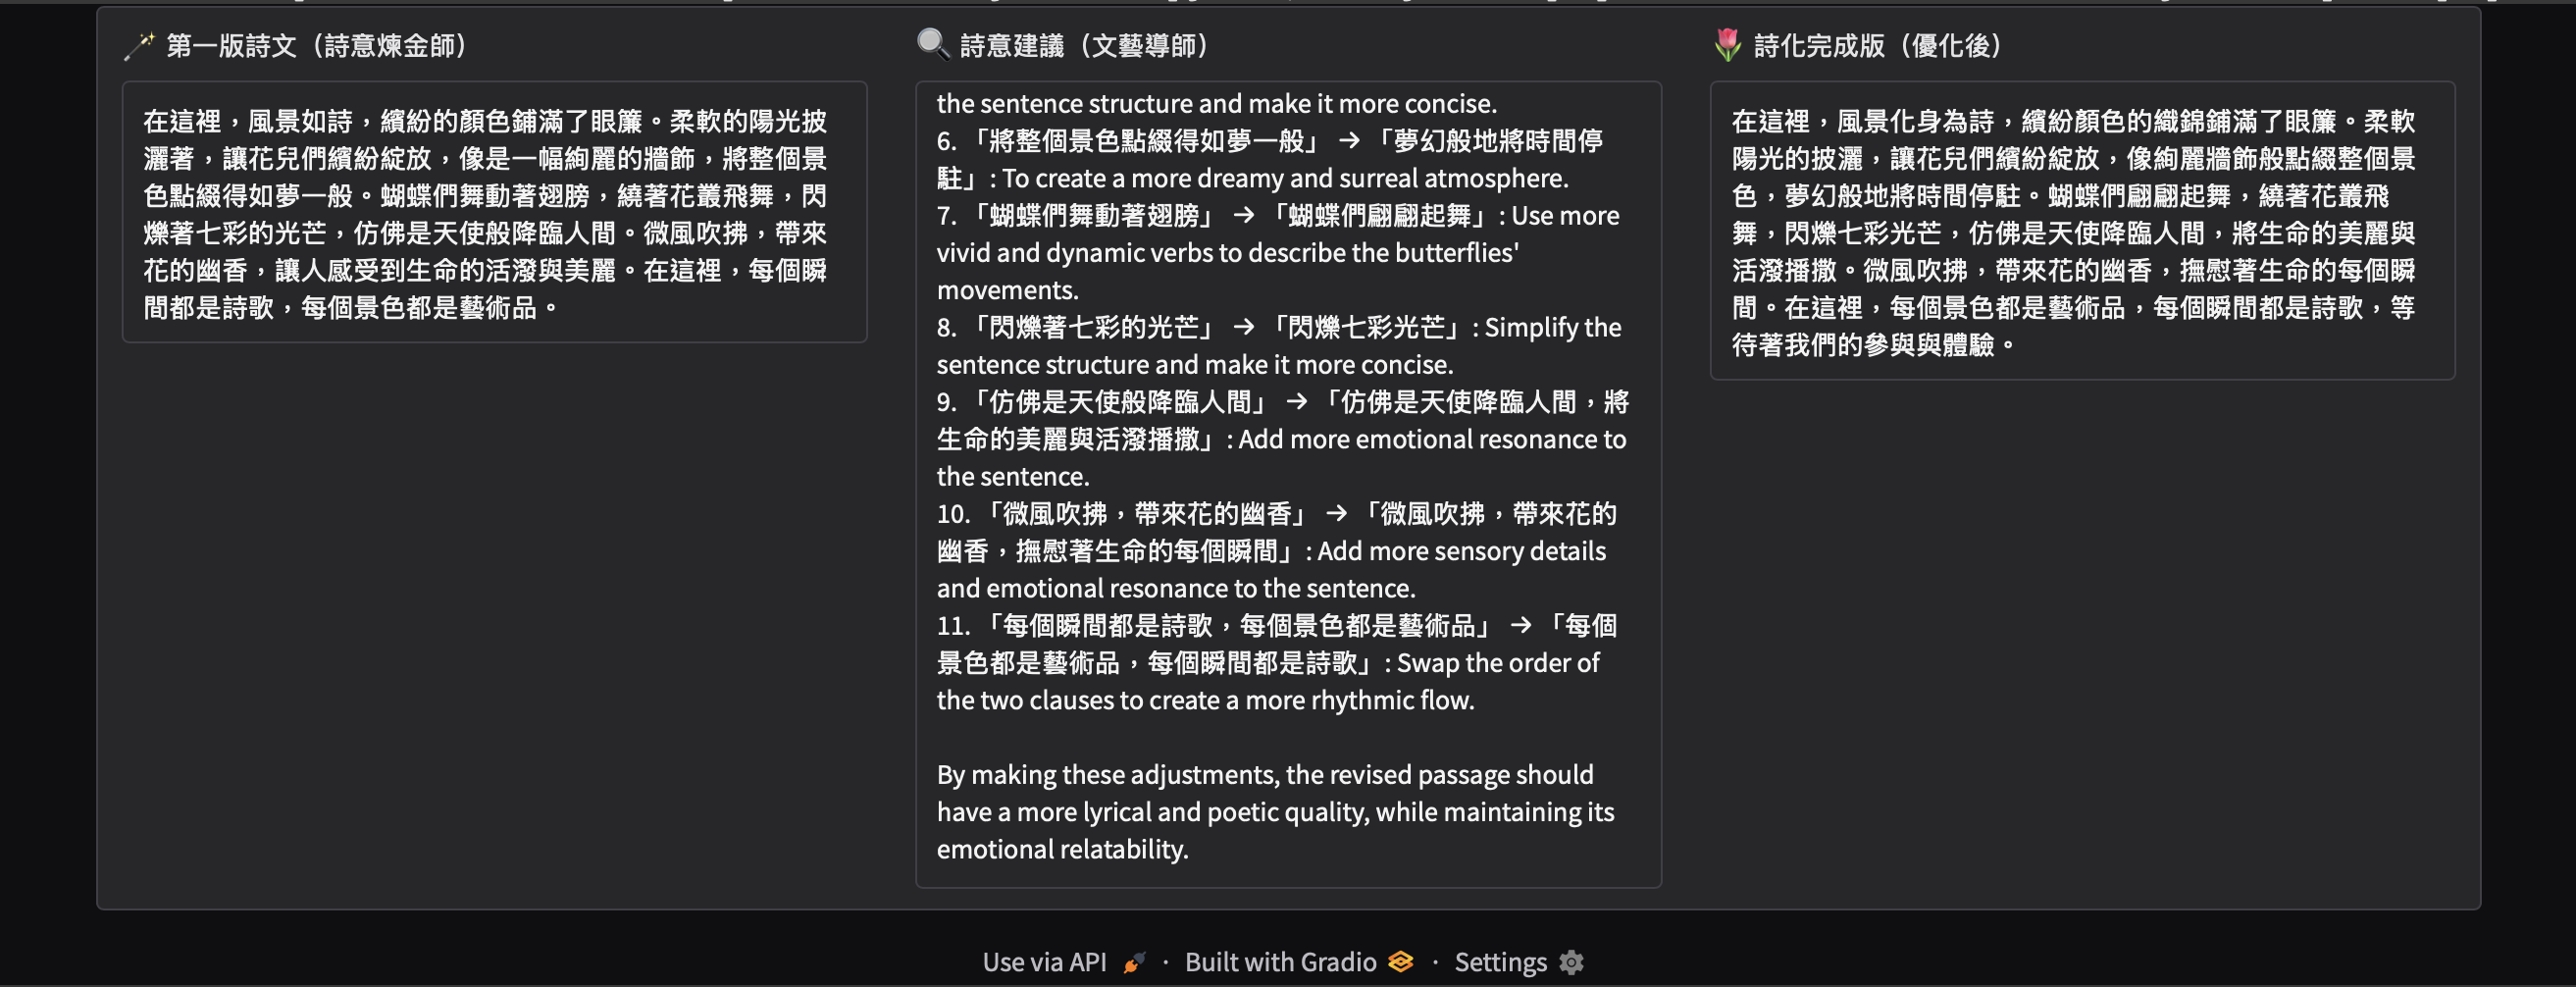 第一版詩文（詩意煉金師）
在這裡，風景如詩，繽紛的顏色鋪滿了眼簾。柔軟的陽光披
灑著，讓花兒們繽紛綻放，像是一幅絢麗的牆飾，將整個景
色點綴得如夢一般。蝴蝶們舞動著翅膀，繞著花叢飛舞，閃
爍著七彩的光芒，仿佛是天使般降臨人間。微風吹拂，帶來
花的幽香，讓人感受到生命的活潑與美麗。在這裡，每個瞬
間都是詩歌，每個景色都是藝術品。
詩意建議（文藝導師）
the sentence structure and make it more concise.
6. 「將整個景色點綴得如夢一般」 → 「夢幻般地將時間停
駐」: To create a more dreamy and surreal atmosphere.
7. 「蝴蝶們舞動著翅膀」 → 「蝴蝶們翩翩起舞」: Use more
vivid and dynamic verbs to describe the butterflies'
movements.
8. 「閃爍著七彩的光芒」 → 「閃爍七彩光芒」: Simplify the
sentence structure and make it more concise.
9. 「仿佛是天使般降臨人間」 → 「仿佛是天使降臨人間，將
生命的美麗與活潑播撒」: Add more emotional resonance to
the sentence.
10. 「微風吹拂，帶來花的幽香」 → 「微風吹拂，帶來花的
幽香，撫慰著生命的每個瞬間」: Add more sensory details
and emotional resonance to the sentence.
11. 「每個瞬間都是詩歌，每個景色都是藝術品」 → 「每個
景色都是藝術品，每個瞬間都是詩歌」: Swap the order of
the two clauses to create a more rhythmic flow.
By making these adjustments, the revised passage should
have a more lyrical and poetic quality, while maintaining its
emotional relatability.
詩化完成版（優化後）
在這裡，風景化身為詩，繽紛顏色的織錦鋪滿了眼簾。柔軟
陽光的披灑，讓花兒們繽紛綻放，像絢麗牆飾般點綴整個景
色，夢幻般地將時間停駐。蝴蝶們翩翩起舞，繞著花叢飛
舞，閃爍七彩光芒，仿佛是天使降臨人間，將生命的美麗與
活潑播撒。微風吹拂，帶來花的幽香，撫慰著生命的每個瞬
間。在這裡，每個景色都是藝術品，每個瞬間都是詩歌，等
待著我們的參與與體驗。
Use via API · Built with Gradio · Settings